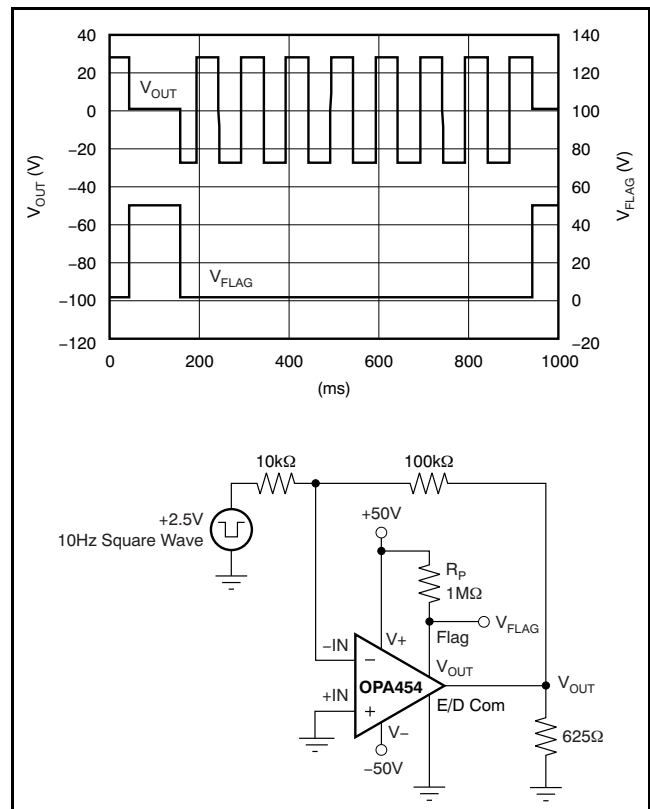 40
20
0
−20
−40
−60
−80
−100
−120
V_OUT (V)
140
120
100
80
60
40
20
0
−20
V_FLAG (V)
V_OUT
V_FLAG
0 200 400 600 800 1000
(ms)
10kΩ 100kΩ
+2.5V
10Hz Square Wave
+50V
R_P
1MΩ
V_FLAG
Flag
−IN
V+
V_OUT
V_OUT
−
OPA454
+IN
E/D Com
+
V−
625Ω
−50V